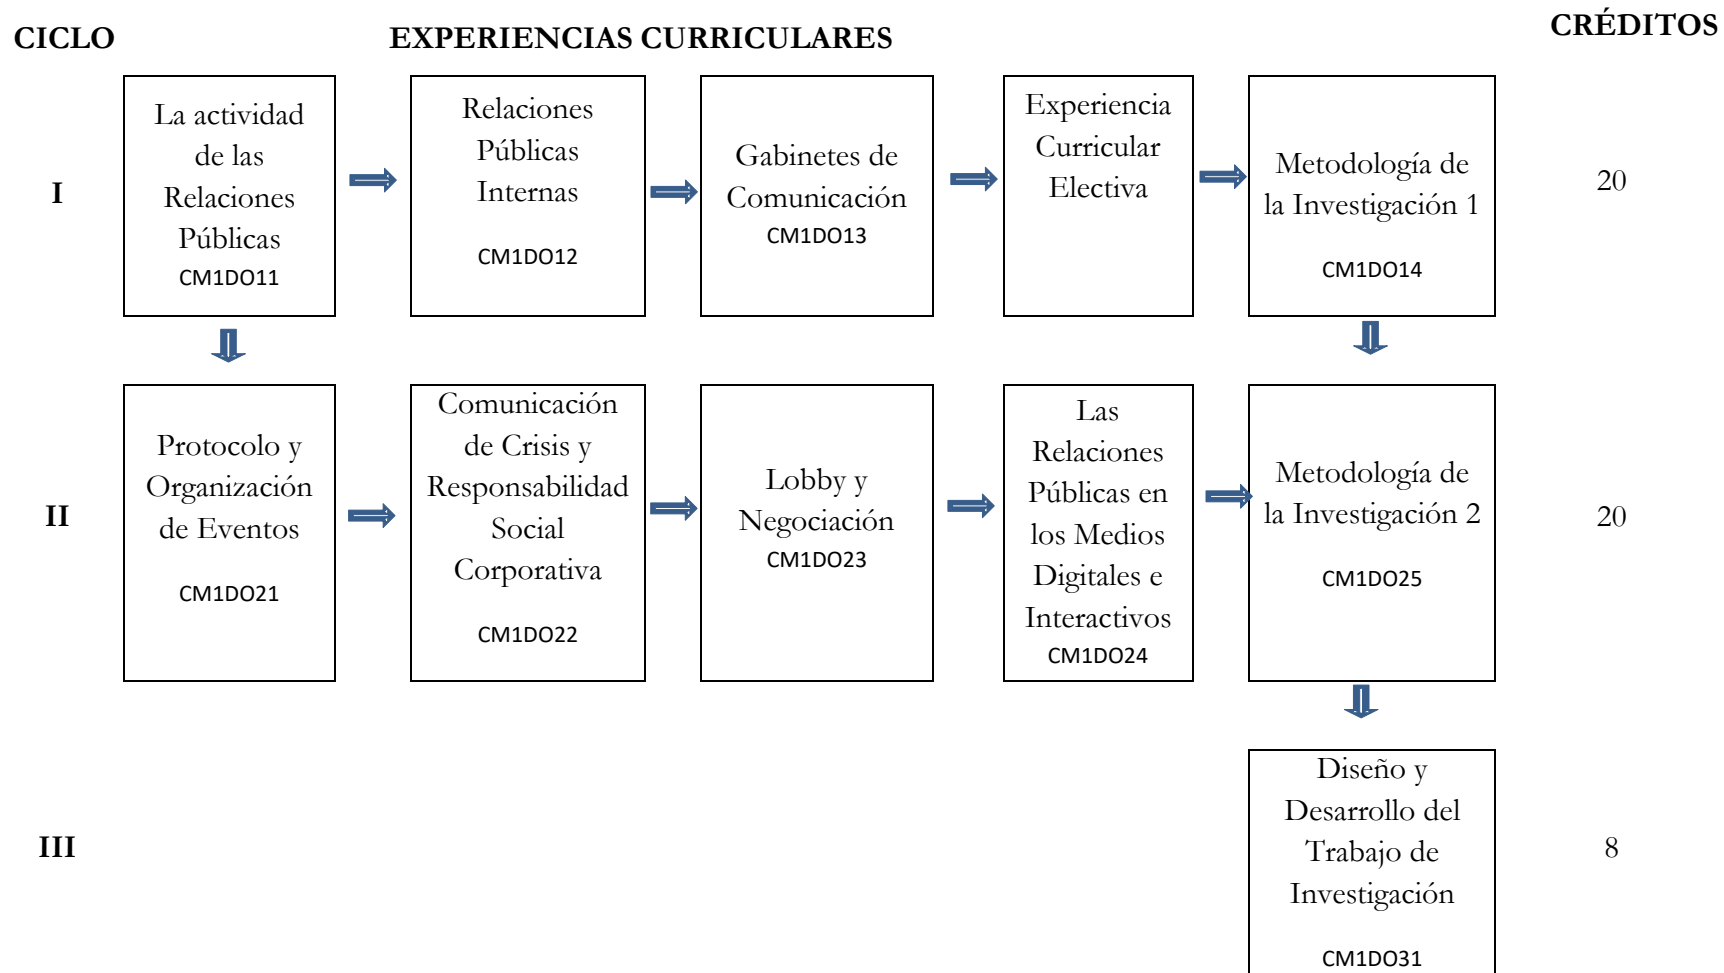 CICLO
EXPERIENCIAS CURRICULARES
CRÉDITOS
I
La actividad
de las
Relaciones
Públicas
CM1DO11
Relaciones
Públicas
Internas
CM1DO12
Gabinetes de
Comunicación
CM1DO13
Experiencia
Curricular
Electiva
Metodología de
la Investigación 1
CM1DO14
20
II
Protocolo y
Organización
de Eventos
CM1DO21
Comunicación
de Crisis y
Responsabilidad
Social
Corporativa
CM1DO22
Lobby y
Negociación
CM1DO23
Las
Relaciones
Públicas en
los Medios
Digitales e
Interactivos
CM1DO24
Metodología de
la Investigación 2
CM1DO25
20
III
Diseño y
Desarrollo del
Trabajo de
Investigación
CM1DO31
8